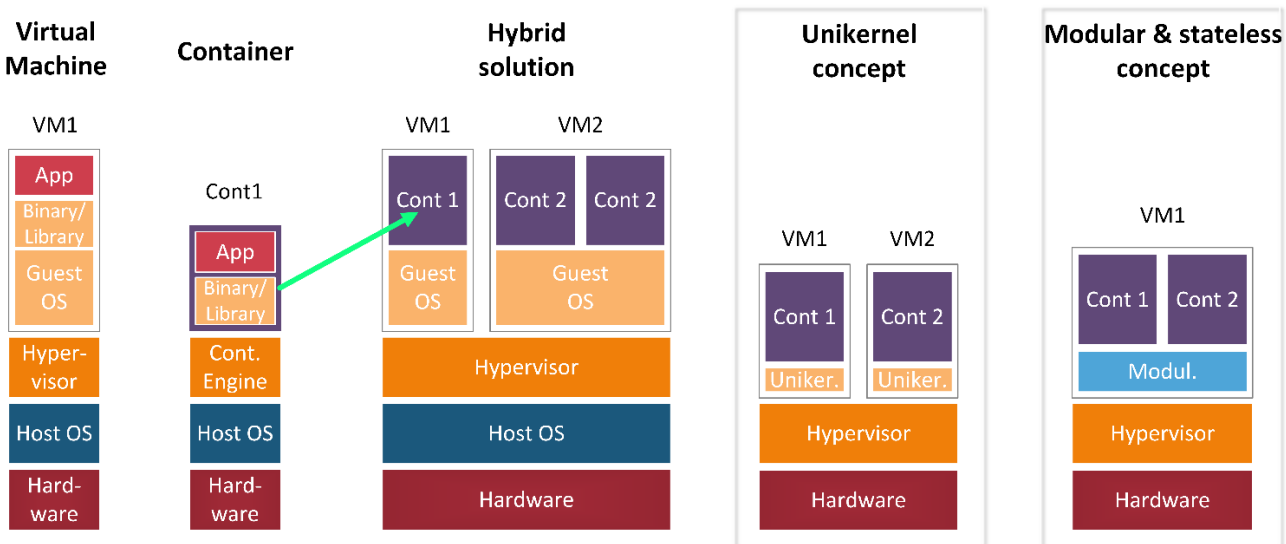 Virtual
Machine
VM1
App
Binary/
Library
Guest
OS
Hyper-
visor
Host OS
Hard-
ware
Container
Cont1
App
Binary/
Library
Cont.
Engine
Host OS
Hard-
ware
Hybrid
solution
VM1
VM2
Cont 1
Cont 2
Cont 2
Guest
OS
Guest
OS
Hypervisor
Host OS
Hardware
Unikernel
concept
VM1
VM2
Cont 1
Cont 2
Uniker.
Uniker.
Hypervisor
Hardware
Modular & stateless
concept
VM1
Cont 1
Cont 2
Modul.
Hypervisor
Hardware